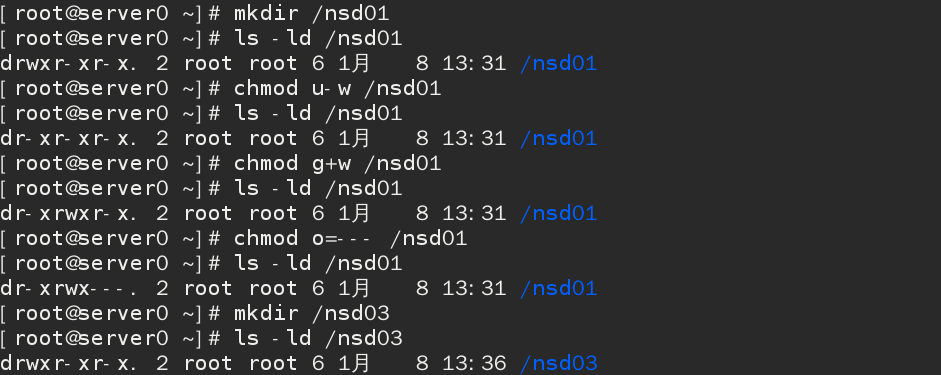 [root@server0 ~]# mkdir /nsd01
[root@server0 ~]# ls -ld /nsd01
drwxr-xr-x. 2 root root 6 1月   8 13:31 /nsd01
[root@server0 ~]# chmod u-w /nsd01
[root@server0 ~]# ls -ld /nsd01
dr-xr-xr-x. 2 root root 6 1月   8 13:31 /nsd01
[root@server0 ~]# chmod g+w /nsd01
[root@server0 ~]# ls -ld /nsd01
dr-xrwxr-x. 2 root root 6 1月   8 13:31 /nsd01
[root@server0 ~]# chmod o=--- /nsd01
[root@server0 ~]# ls -ld /nsd01
dr-xrwx---. 2 root root 6 1月   8 13:31 /nsd01
[root@server0 ~]# mkdir /nsd03
[root@server0 ~]# ls -ld /nsd03
drwxr-xr-x. 2 root root 6 1月   8 13:36 /nsd03